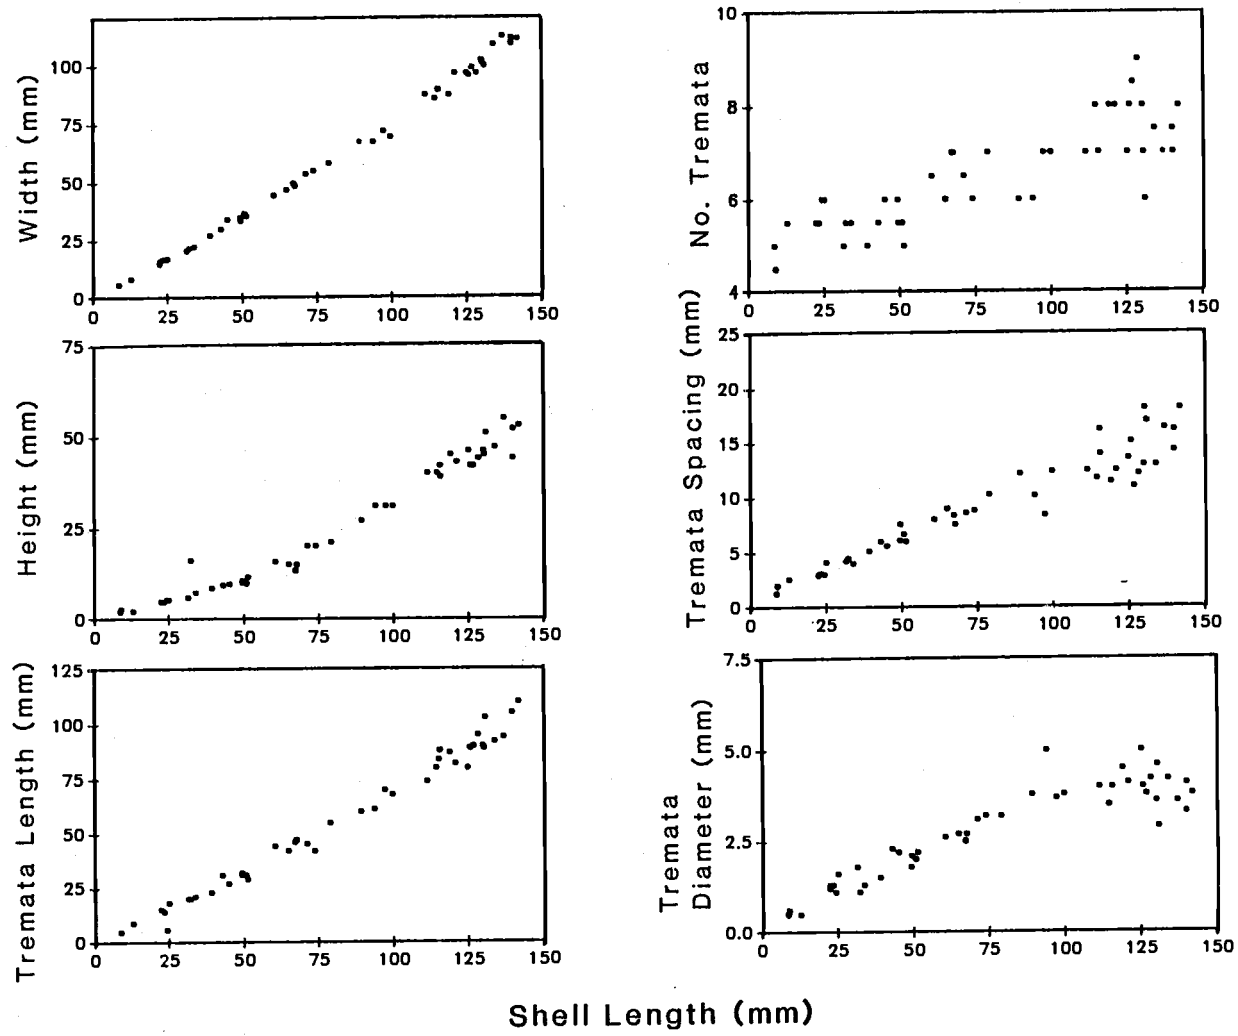 Width (mm)
100
75
50
25
0
0 25 50 75 100 125 150
No. Tremata
10
8
6
4
0 25 50 75 100 125 150
Height (mm)
75
50
25
0
0 25 50 75 100 125 150
Tremata Spacing (mm)
25
20
15
10
5
0
0 25 50 75 100 125 150
Tremata Length (mm)
125
100
75
50
25
0
0 25 50 75 100 125 150
Tremata
Diameter (mm)
7.5
5.0
2.5
0.0
0 25 50 75 100 125 150
Shell Length (mm)